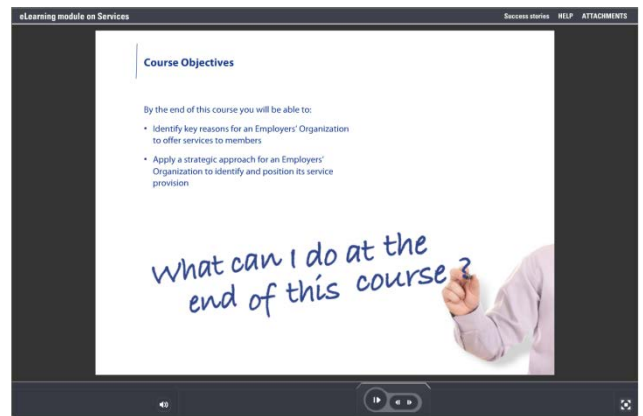 eLearning module on Services
Success stories HELP ATTACHMENTS
Course Objectives
By the end of this course you will be able to:
• Identify key reasons for an Employers' Organization
to offer services to members
• Apply a strategic approach for an Employers'
Organization to identify and position its service
provision
What can I do at the
end of this course?